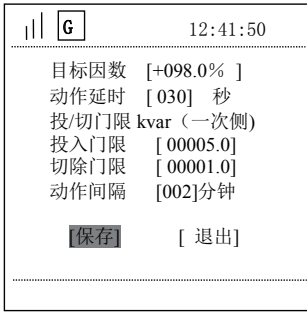 G 12:41:50
目标因数 [+098.0% ]
动作延时 [ 030] 秒
投/切门限 kvar（一次侧)
投入门限 [ 00005.0]
切除门限 [ 00001.0]
动作间隔 [002]分钟
[保存] [ 退出]